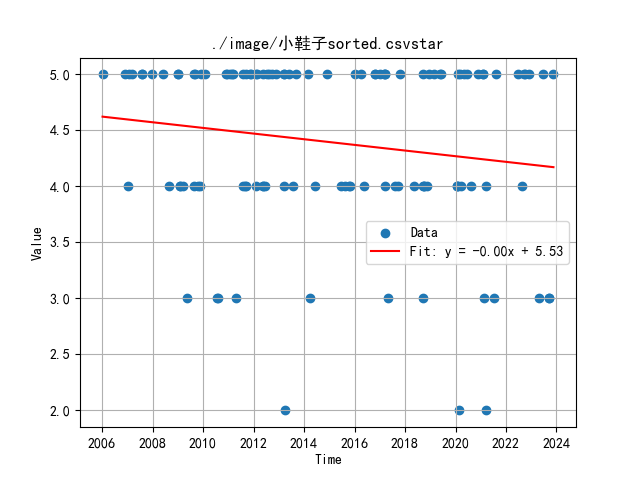 ./image/小鞋子sorted.csvstar
5.0
4.5
4.0
3.5
3.0
2.5
2.0
Value
Data
Fit: y = -0.00x + 5.53
2006 2008 2010 2012 2014 2016 2018 2020 2022 2024
Time